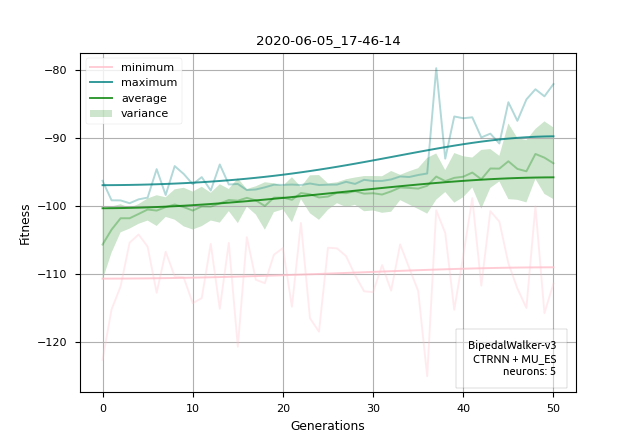 2020-06-05_17-46-14
minimum
maximum
average
variance
Fitness
−80
−90
−100
−110
−120
BipedalWalker-v3
CTRNN + MU_ES
neurons: 5
0 10 20 30 40 50
Generations